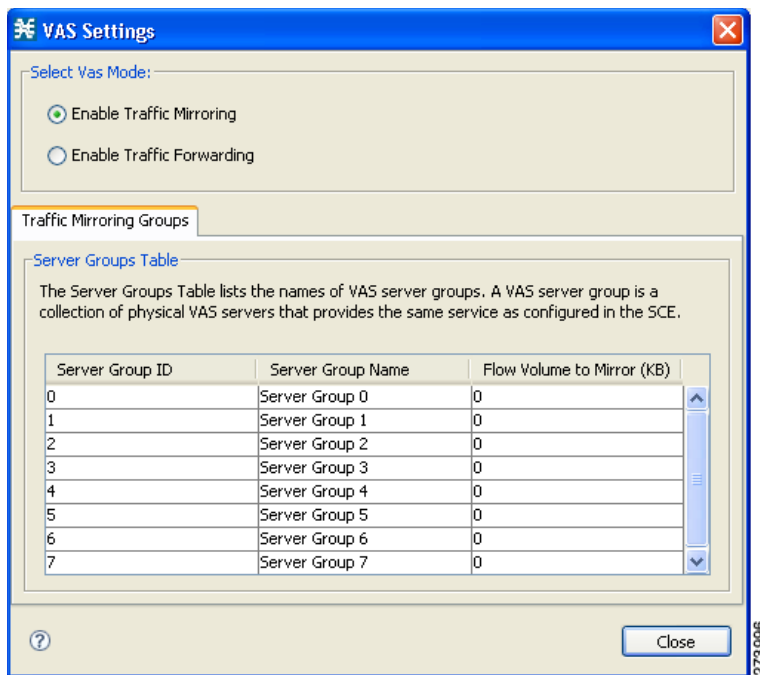 VAS Settings
Select Vas Mode:
Enable Traffic Mirroring
Enable Traffic Forwarding
Traffic Mirroring Groups
Server Groups Table
The Server Groups Table lists the names of VAS server groups. A VAS server group is a
collection of physical VAS servers that provides the same service as configured in the SCE.
Server Group ID Server Group Name Flow Volume to Mirror (KB)
0 Server Group 0 0
1 Server Group 1 0
2 Server Group 2 0
3 Server Group 3 0
4 Server Group 4 0
5 Server Group 5 0
6 Server Group 6 0
7 Server Group 7 0
? Close
273996